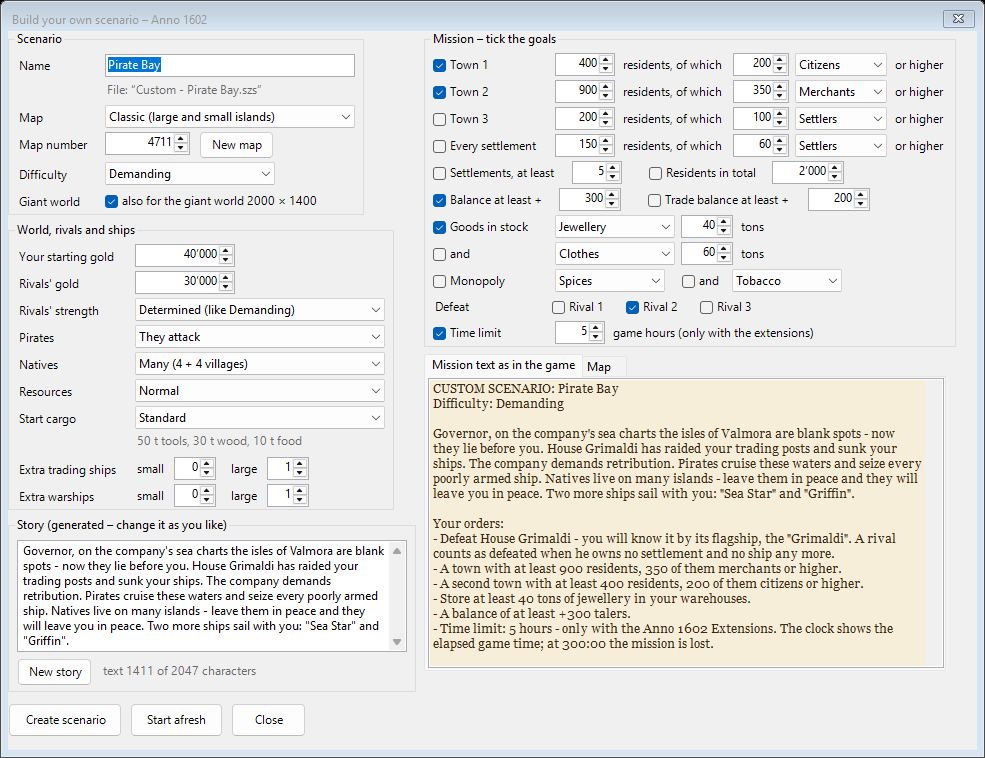 Build your own scenario – Anno 1602
Scenario
Name Pirate Bay
File: “Custom - Pirate Bay.szs”
Map Classic (large and small islands)
Map number 4711 New map
Difficulty Demanding
Giant world also for the giant world 2000 × 1400
World, rivals and ships
Your starting gold 40'000
Rivals' gold 30'000
Rivals' strength Determined (like Demanding)
Pirates They attack
Natives Many (4 + 4 villages)
Resources Normal
Start cargo Standard
50 t tools, 30 t wood, 10 t food
Extra trading ships small 0 large 1
Extra warships small 0 large 1
Story (generated – change it as you like)
Governor, on the company's sea charts the isles of Valmora are blank
spots - now they lie before you. House Grimaldi has raided your
trading posts and sunk your ships. The company demands
retribution. Pirates cruise these waters and seize every poorly armed
ship. Natives live on many islands - leave them in peace and they
will leave you in peace. Two more ships sail with you: "Sea Star" and
"Griffin".
New story text 1411 of 2047 characters
Create scenario Start afresh Close
Mission – tick the goals
Town 1 400 residents, of which 200 Citizens or higher
Town 2 900 residents, of which 350 Merchants or higher
Town 3 200 residents, of which 100 Settlers or higher
Every settlement 150 residents, of which 60 Settlers or higher
Settlements, at least 5 Residents in total 2'000
Balance at least + 300 Trade balance at least + 200
Goods in stock Jewellery 40 tons
and Clothes 60 tons
Monopoly Spices and Tobacco
Defeat Rival 1 Rival 2 Rival 3
Time limit 5 game hours (only with the extensions)
Mission text as in the game Map
CUSTOM SCENARIO: Pirate Bay
Difficulty: Demanding
Governor, on the company's sea charts the isles of Valmora are blank spots - now
they lie before you. House Grimaldi has raided your trading posts and sunk your
ships. The company demands retribution. Pirates cruise these waters and seize every
poorly armed ship. Natives live on many islands - leave them in peace and they will
leave you in peace. Two more ships sail with you: "Sea Star" and "Griffin".
Your orders:
- Defeat House Grimaldi - you will know it by its flagship, the "Grimaldi". A rival
counts as defeated when he owns no settlement and no ship any more.
- A town with at least 900 residents, 350 of them merchants or higher.
- A second town with at least 400 residents, 200 of them citizens or higher.
- Store at least 40 tons of jewellery in your warehouses.
- A balance of at least +300 talers.
- Time limit: 5 hours - only with the Anno 1602 Extensions. The clock shows the
elapsed game time; at 300:00 the mission is lost.